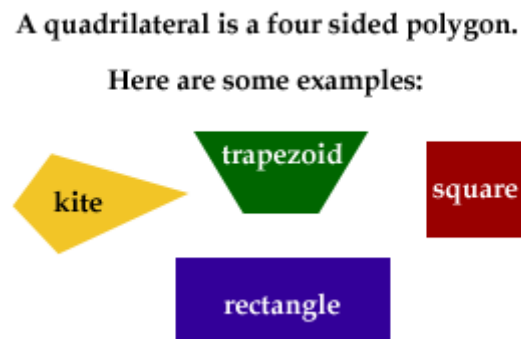 A quadrilateral is a four sided polygon.
Here are some examples:
trapezoid
kite
square
rectangle